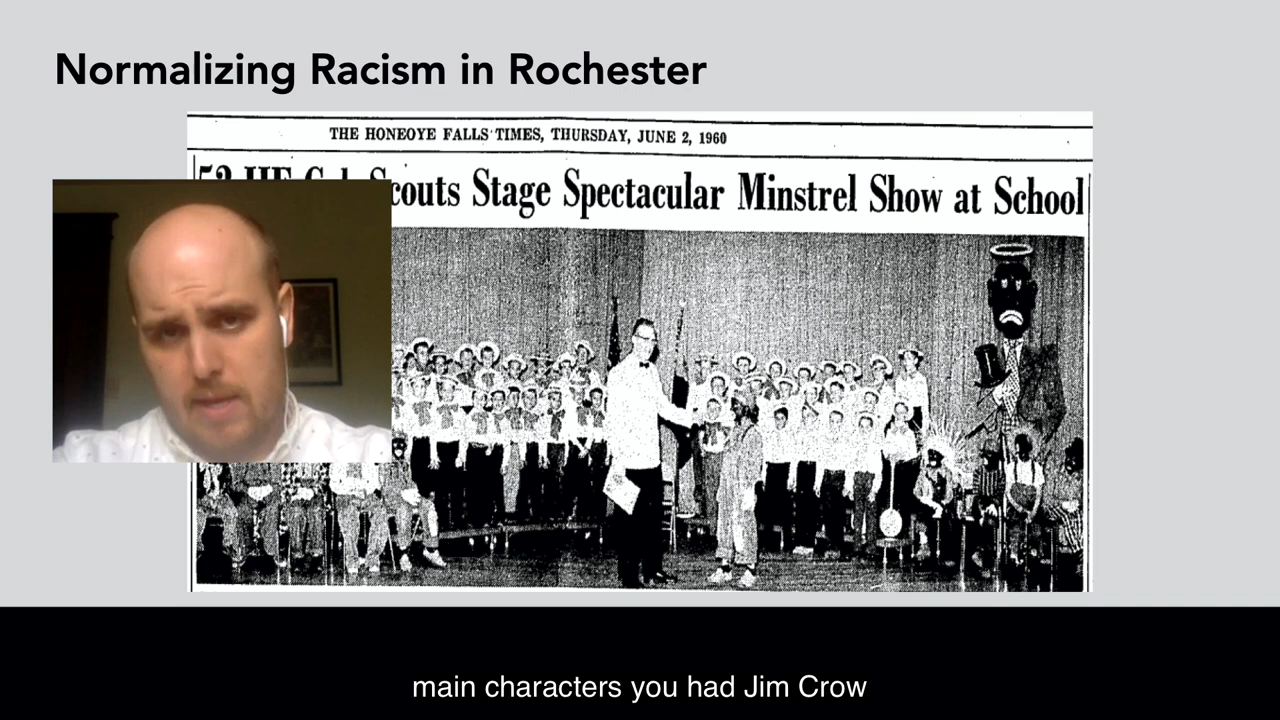 Normalizing Racism in Rochester
THE HONEOYE FALLS TIMES, THURSDAY, JUNE 2, 1960
Scouts Stage Spectacular Minstrel Show at School
main characters you had Jim Crow